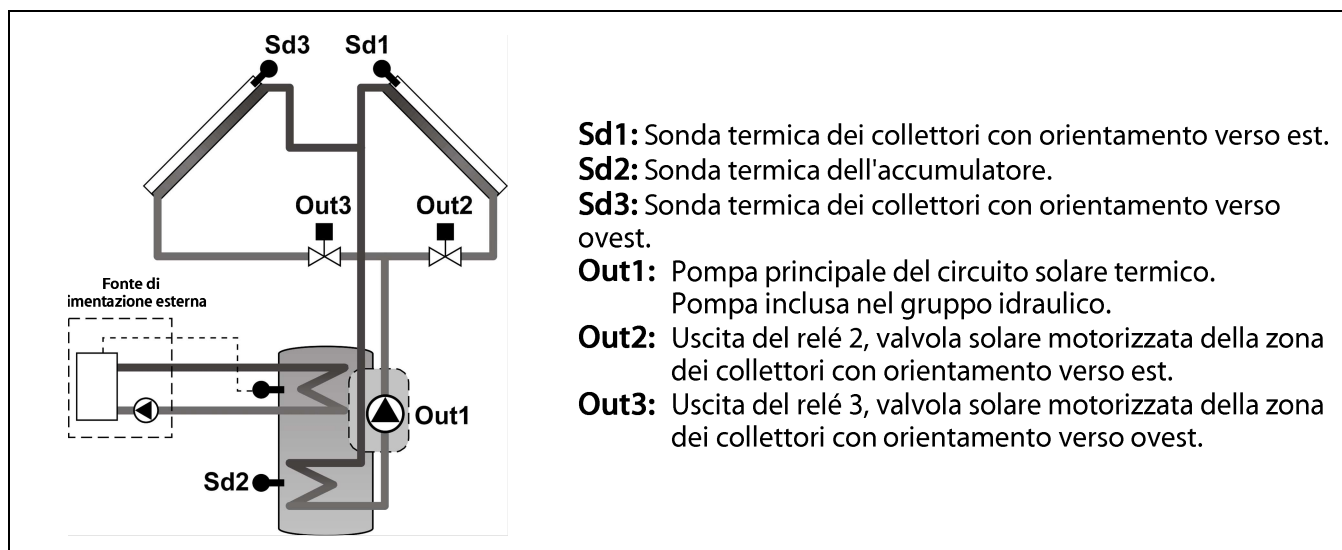 Sd3 Sd1
Out3 Out2
Fonte di
imentazione esterna
Out1
Sd2
Sd1: Sonda termica dei collettori con orientamento verso est.
Sd2: Sonda termica dell'accumulatore.
Sd3: Sonda termica dei collettori con orientamento verso
ovest.
Out1: Pompa principale del circuito solare termico.
Pompa inclusa nel gruppo idraulico.
Out2: Uscita del relé 2, valvola solare motorizzata della zona
dei collettori con orientamento verso est.
Out3: Uscita del relé 3, valvola solare motorizzata della zona
dei collettori con orientamento verso ovest.